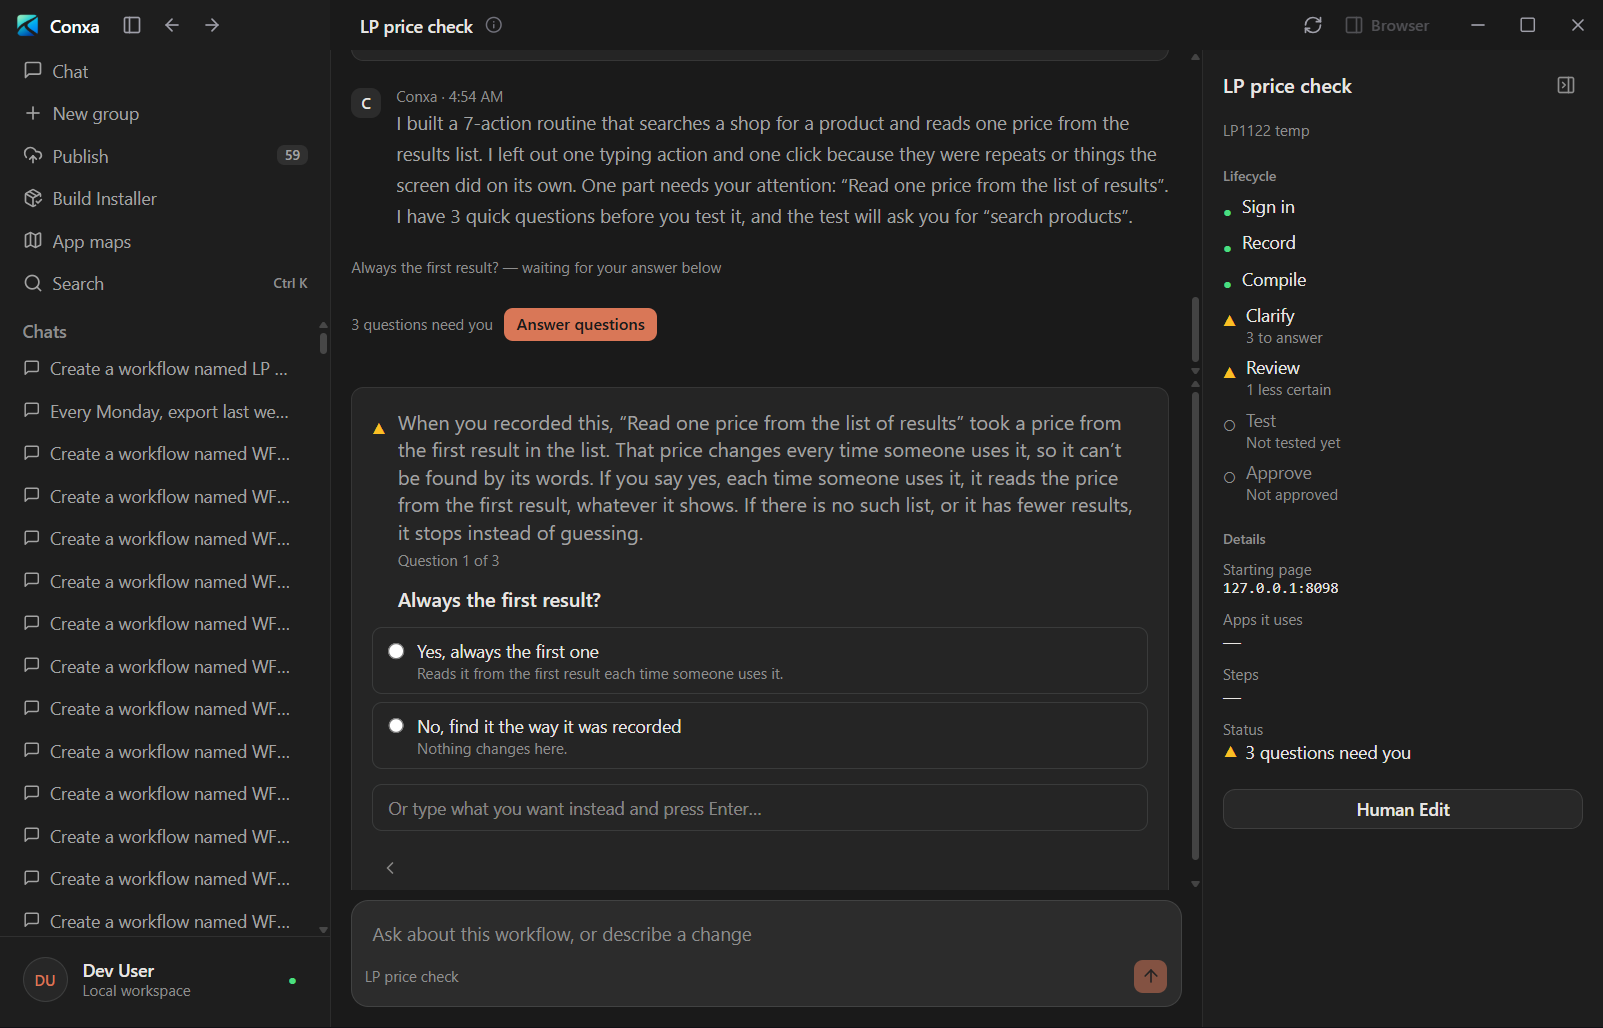 Conxa
LP price check
Browser
Chat
New group
Publish
59
Build Installer
App maps
Search
Ctrl K
Chats
Create a workflow named LP ...
Every Monday, export last we...
Create a workflow named WF...
Create a workflow named WF...
Create a workflow named WF...
Create a workflow named WF...
Create a workflow named WF...
Create a workflow named WF...
Create a workflow named WF...
Create a workflow named WF...
Create a workflow named WF...
Create a workflow named WF...
Create a workflow named WF...
Create a workflow named WF...
DU
Dev User
Local workspace
C
Conxa · 4:54 AM
I built a 7-action routine that searches a shop for a product and reads one price from the
results list. I left out one typing action and one click because they were repeats or things the
screen did on its own. One part needs your attention: “Read one price from the list of results”.
I have 3 quick questions before you test it, and the test will ask you for “search products”.
Always the first result? — waiting for your answer below
3 questions need you
Answer questions
When you recorded this, “Read one price from the list of results” took a price from
the first result in the list. That price changes every time someone uses it, so it can’t
be found by its words. If you say yes, each time someone uses it, it reads the price
from the first result, whatever it shows. If there is no such list, or it has fewer results,
it stops instead of guessing.
Question 1 of 3
Always the first result?
Yes, always the first one
Reads it from the first result each time someone uses it.
No, find it the way it was recorded
Nothing changes here.
Or type what you want instead and press Enter...
Ask about this workflow, or describe a change
LP price check
LP price check
LP1122 temp
Lifecycle
Sign in
Record
Compile
Clarify
3 to answer
Review
1 less certain
Test
Not tested yet
Approve
Not approved
Details
Starting page
127.0.0.1:8098
Apps it uses
—
Steps
—
Status
3 questions need you
Human Edit